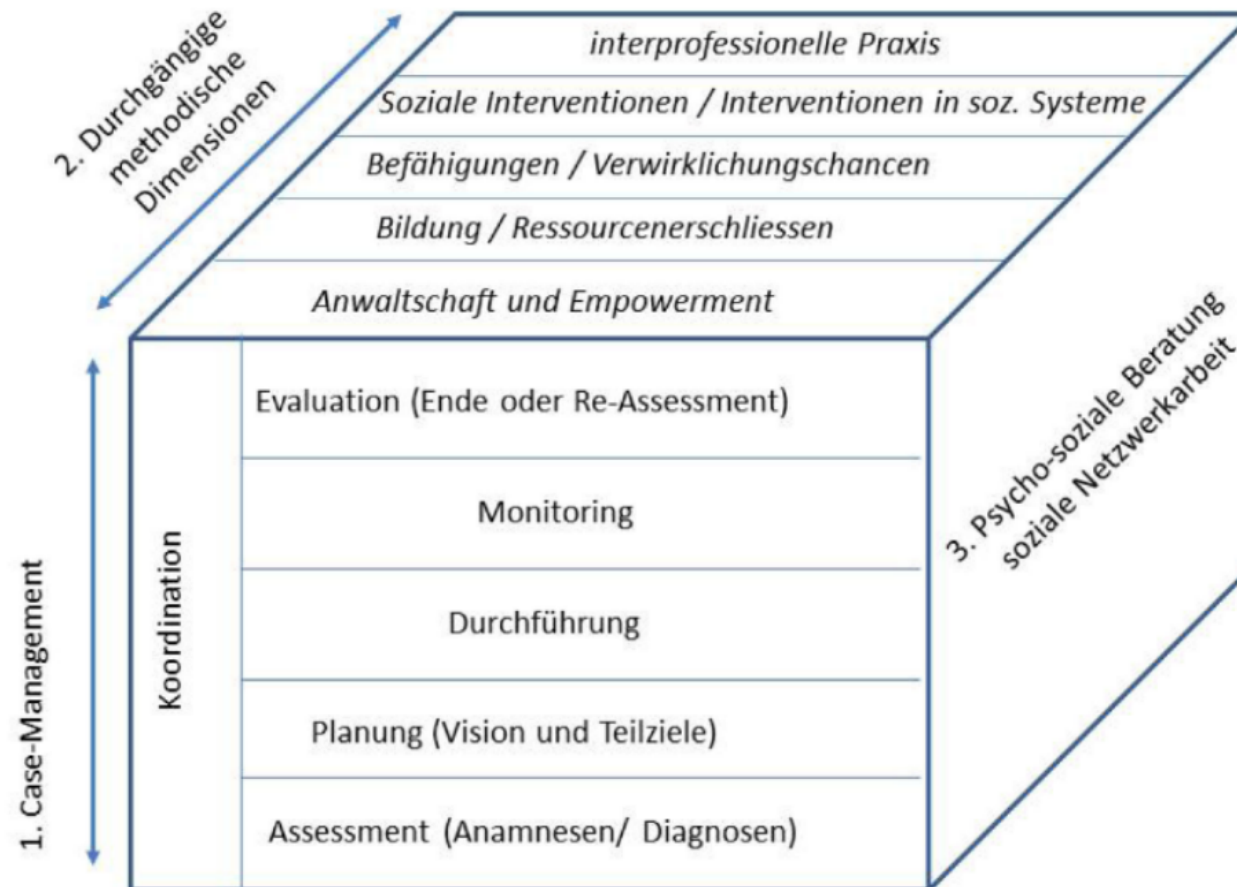 2. Durchgängige
methodische
Dimensionen
interprofessionelle Praxis
Soziale Interventionen / Interventionen in soz. Systeme
Befähigungen / Verwirklichungschancen
Bildung / Ressourcenerschliessen
Anwaltschaft und Empowerment
1. Case-Management
Koordination
Evaluation (Ende oder Re-Assessment)
Monitoring
Durchführung
Planung (Vision und Teilziele)
Assessment (Anamnesen/ Diagnosen)
3. Psycho-soziale Beratung
soziale Netzwerkarbeit